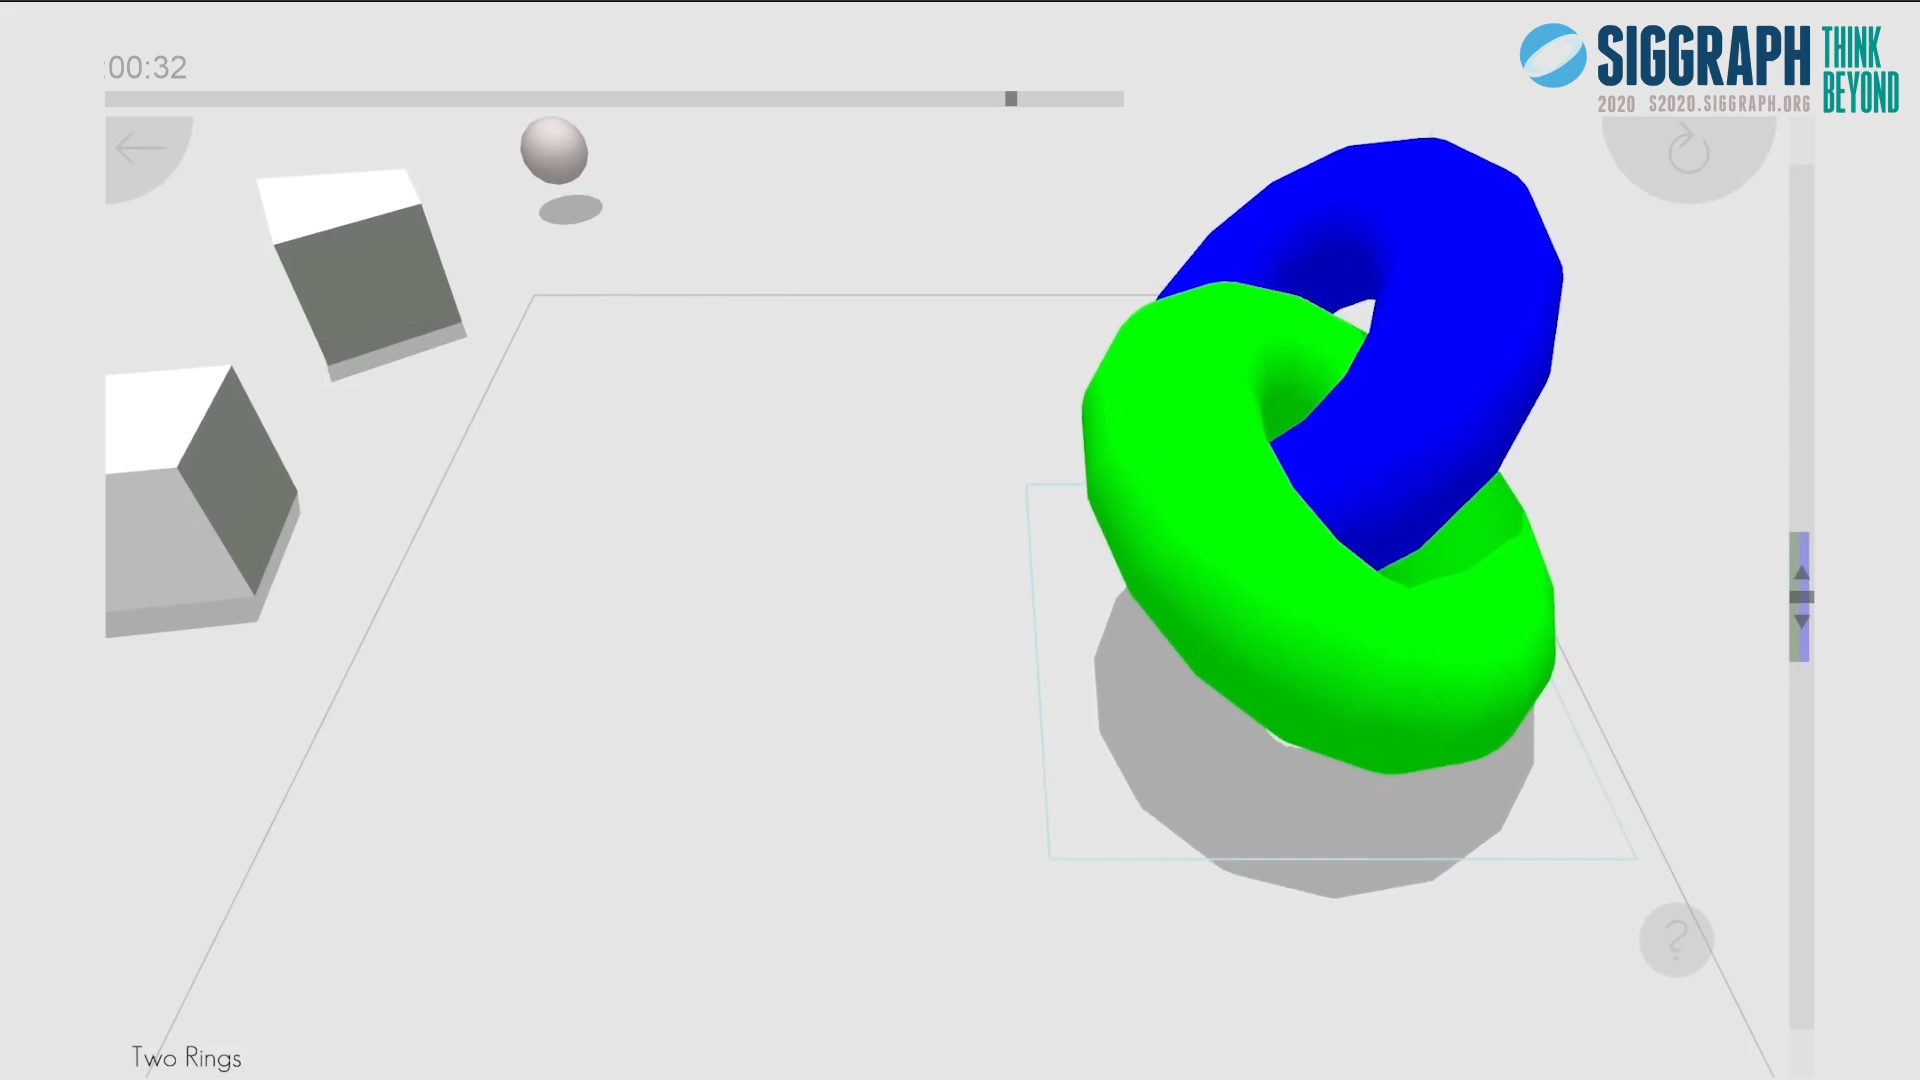 :00:32
SIGGRAPH
THINK
BEYOND
2020 S2020.SIGGRAPH.ORG
?
Two Rings